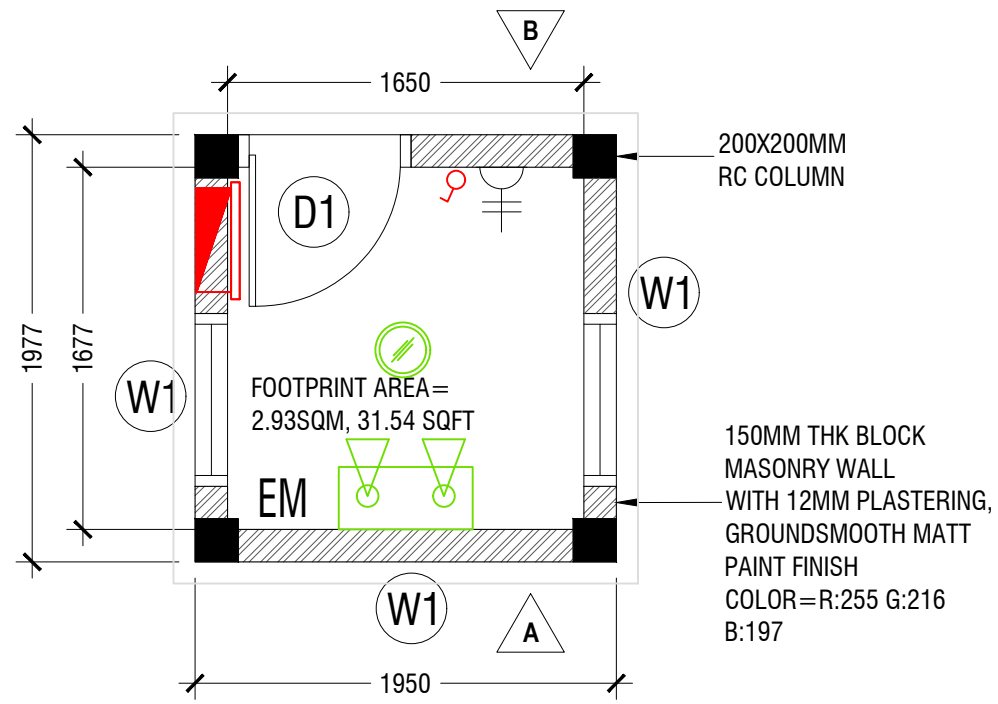 B
1650
200X200MM
RC COLUMN
D1
W1
1977
1677
W1
FOOTPRINT AREA=
2.93SQM, 31.54 SQFT
EM
150MM THK BLOCK
MASONRY WALL
WITH 12MM PLASTERING,
GROUNDSMOOTH MATT
PAINT FINISH
COLOR=R:255 G:216
B:197
W1
A
1950